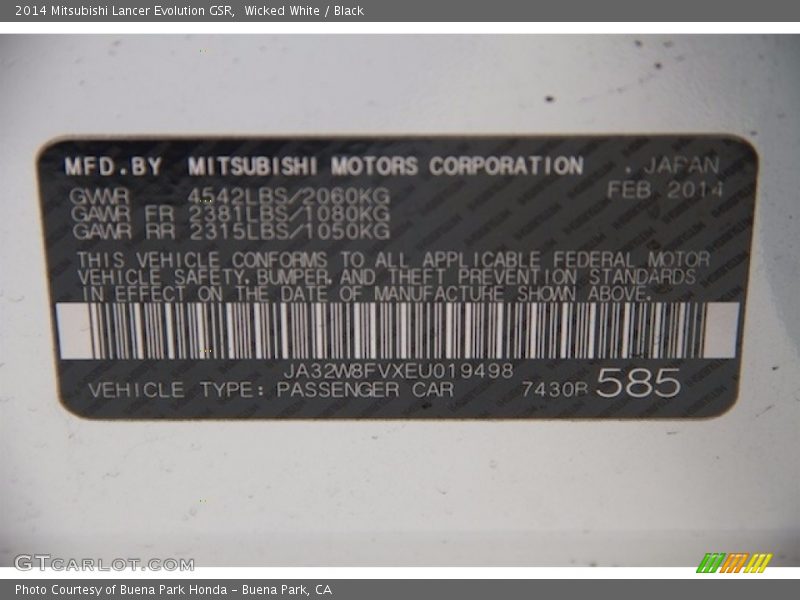 2014 Mitsubishi Lancer Evolution GSR,  Wicked White / Black
MFD.BY MITSUBISHI MOTORS CORPORATION . JAPAN
GVWR 4542LBS/2060KG FEB 2014
GAWR FR 2381LBS/1080KG
GAWR RR 2315LBS/1050KG
THIS VEHICLE CONFORMS TO ALL APPLICABLE FEDERAL MOTOR
VEHICLE SAFETY, BUMPER, AND THEFT PREVENTION STANDARDS
IN EFFECT ON THE DATE OF MANUFACTURE SHOWN ABOVE.
JA32W8FVXEU019498
VEHICLE TYPE: PASSENGER CAR 7430R 585
GTCARLOT.COM
Photo Courtesy of Buena Park Honda – Buena Park, CA